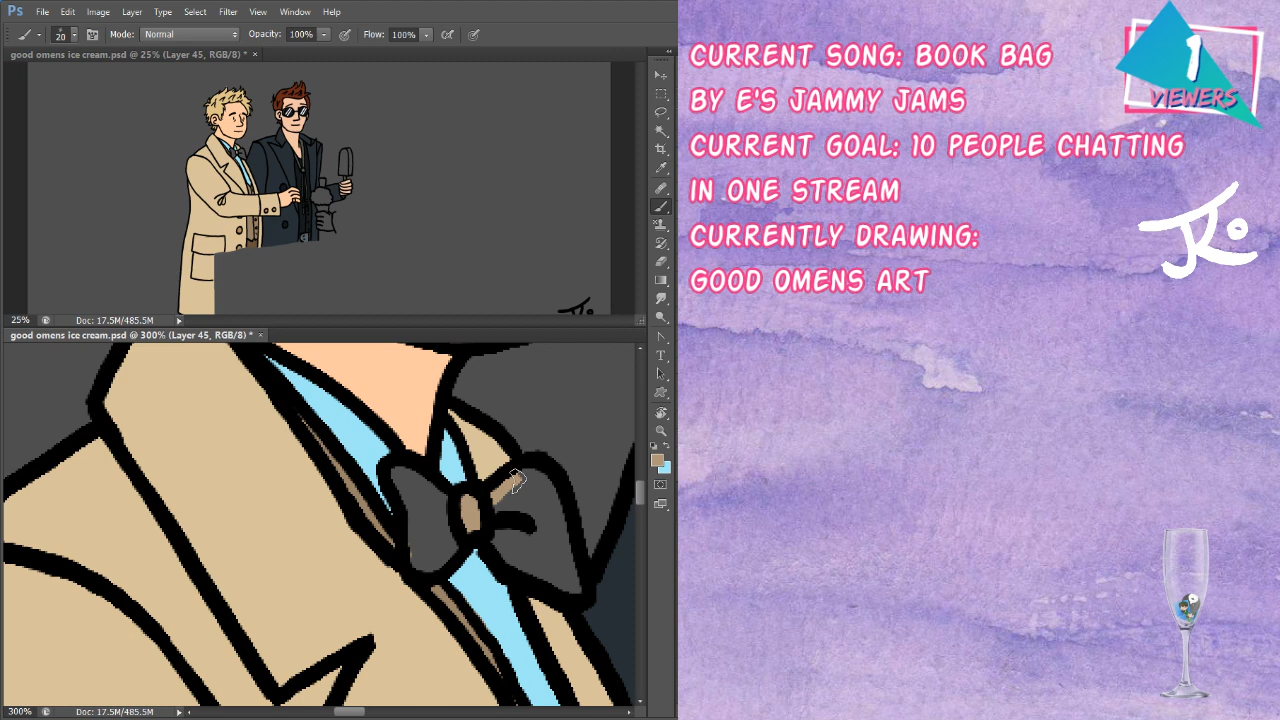 Ps File Edit Image Layer Type Select Filter View Window Help
20 Mode: Normal Opacity: 100% Flow: 100%
good omens ice cream.psd @ 25% (Layer 45, RGB/8) * ×
25% Doc: 17.5M/485.5M
good omens ice cream.psd @ 300% (Layer 45, RGB/8) * ×
300% Doc: 17.5M/485.5M
T
CURRENT SONG: BOOK BAG
BY E'S JAMMY JAMS
CURRENT GOAL: 10 PEOPLE CHATTING
IN ONE STREAM
CURRENTLY DRAWING:
GOOD OMENS ART
1
VIEWERS